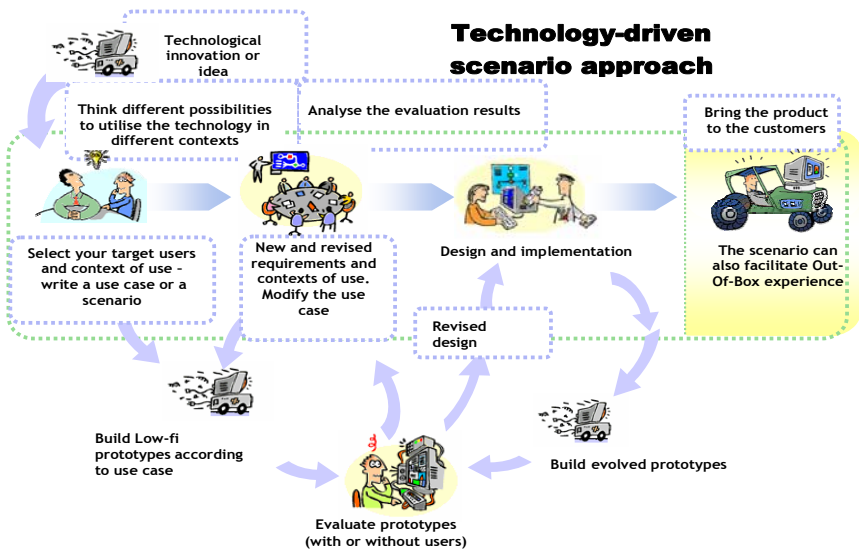 Technology-driven
scenario approach
Technological
innovation or
idea
Think different possibilities
to utilise the technology in
different contexts
Analyse the evaluation results
Bring the product
to the customers
Select your target users
and context of use –
write a use case or a
scenario
New and revised
requirements and
contexts of use.
Modify the use
case
Design and implementation
The scenario can
also facilitate Out-
Of-Box experience
Revised
design
Build Low-fi
prototypes according
to use case
Build evolved prototypes
Evaluate prototypes
(with or without users)